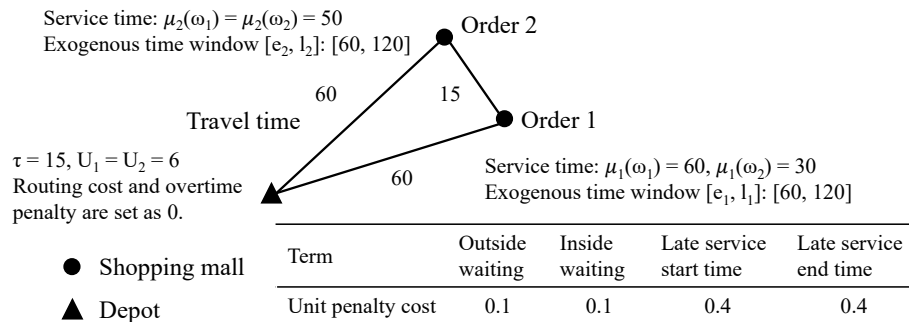 Service time: μ₂(ω₁) = μ₂(ω₂) = 50
Exogenous time window [e₂, l₂]: [60, 120]
Order 2
60
15
Travel time
Order 1
τ = 15, U₁ = U₂ = 6
Routing cost and overtime
penalty are set as 0.
60
Service time: μ₁(ω₁) = 60, μ₁(ω₂) = 30
Exogenous time window [e₁, l₁]: [60, 120]
Shopping mall
Depot
Term Outside waiting Inside waiting Late service start time Late service end time
Unit penalty cost 0.1 0.1 0.4 0.4